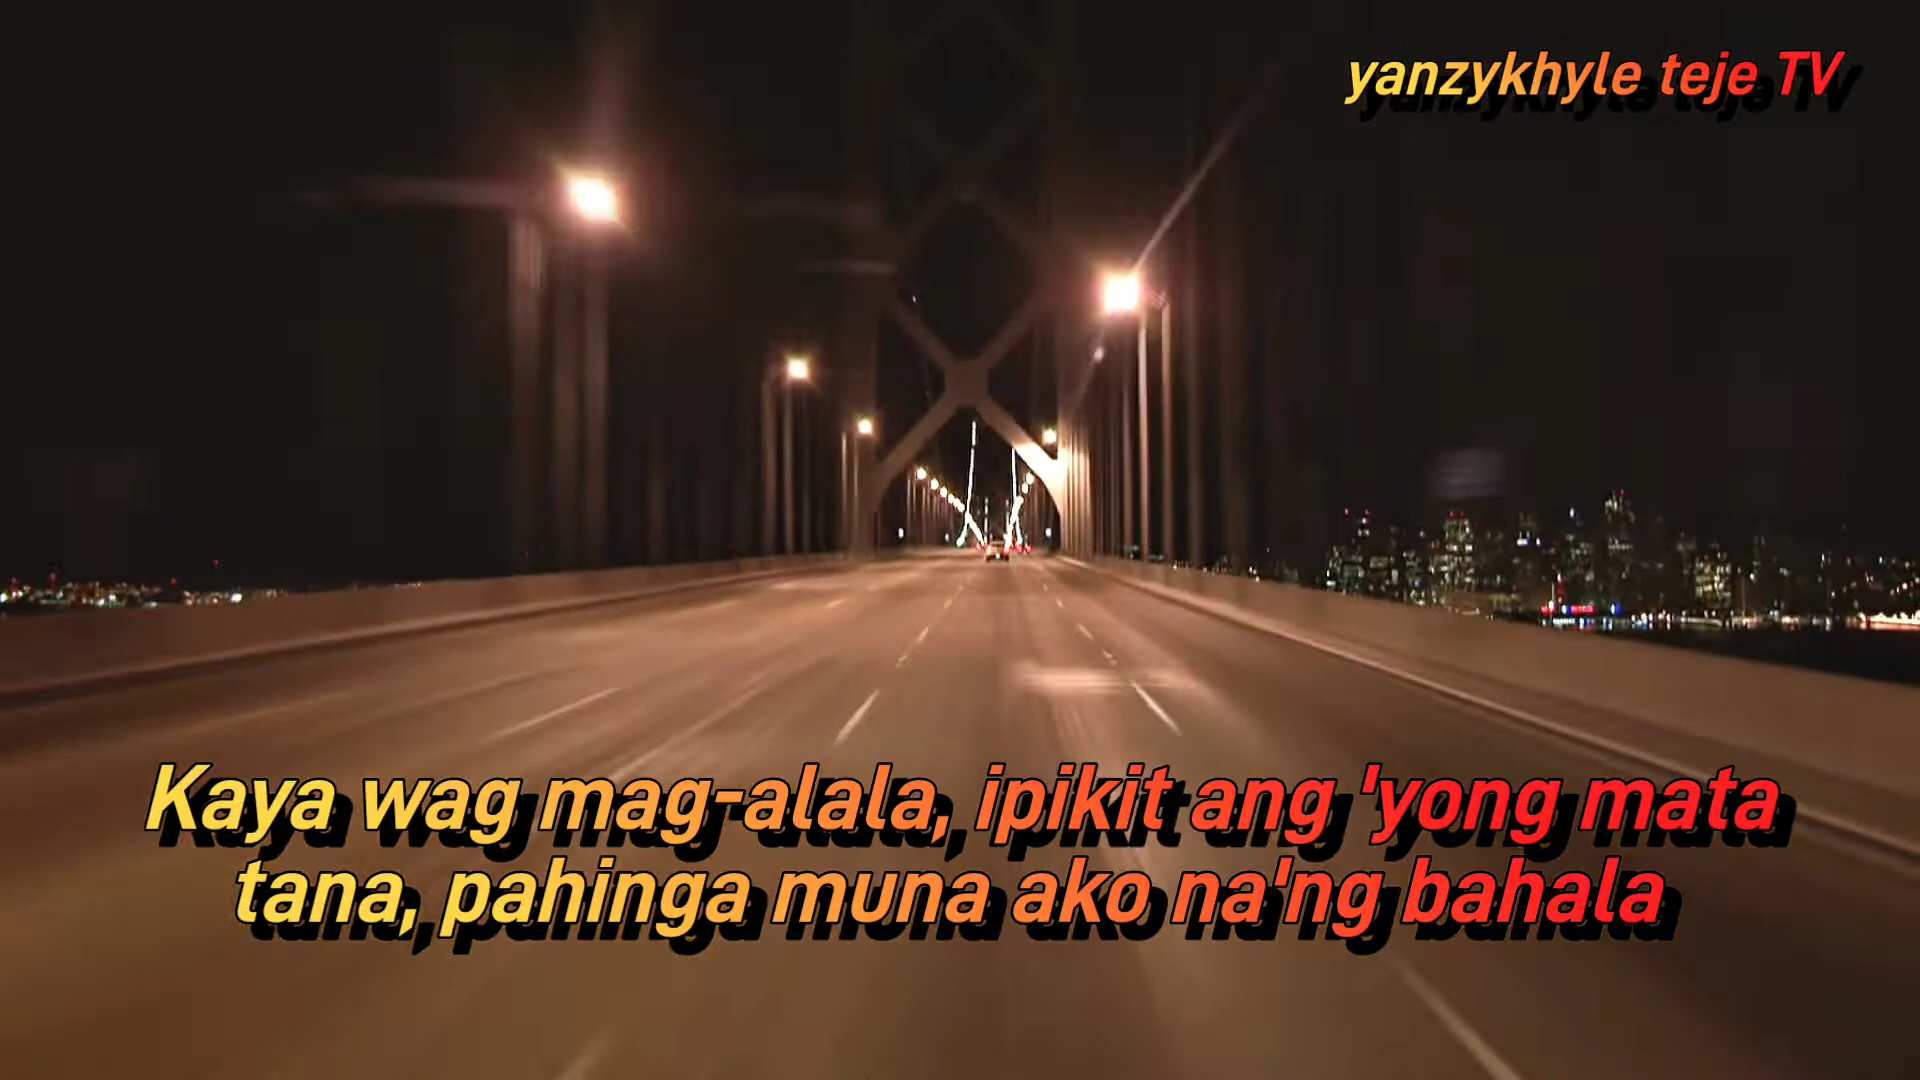 yanzykhyle teje TV
Kaya wag mag-alala, ipikit ang 'yong mata
tana, pahinga muna ako na'ng bahala